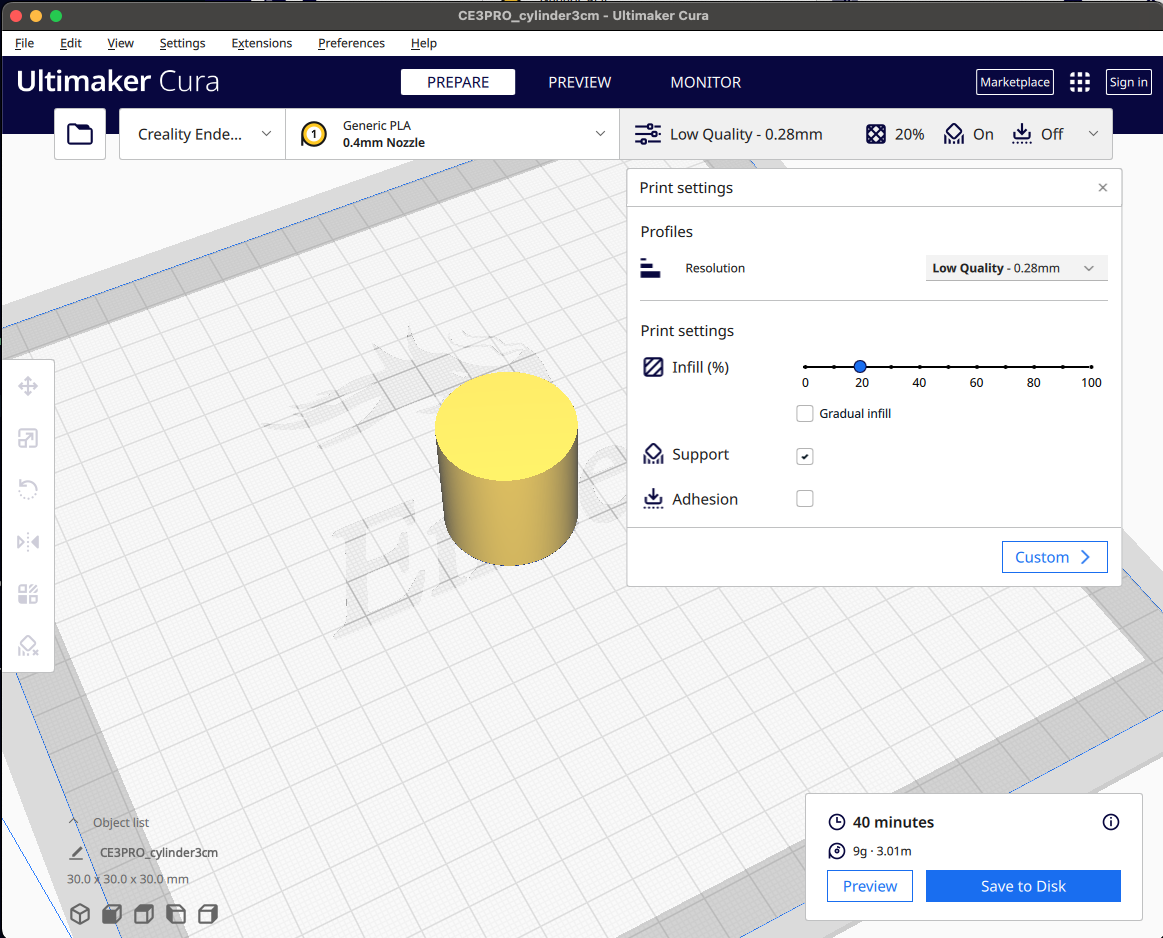 CE3PRO_cylinder3cm - Ultimaker Cura
File Edit View Settings Extensions Preferences Help
Ultimaker Cura PREPARE PREVIEW MONITOR Marketplace Sign in
Creality Ende... 1 Generic PLA
0.4mm Nozzle
Low Quality - 0.28mm 20% On Off
Print settings
Profiles
Resolution Low Quality - 0.28mm
Print settings
Infill (%)
0 20 40 60 80 100
Gradual infill
Support
Adhesion
Custom
Object list
CE3PRO_cylinder3cm
30.0 x 30.0 x 30.0 mm
40 minutes
9g · 3.01m
Preview Save to Disk